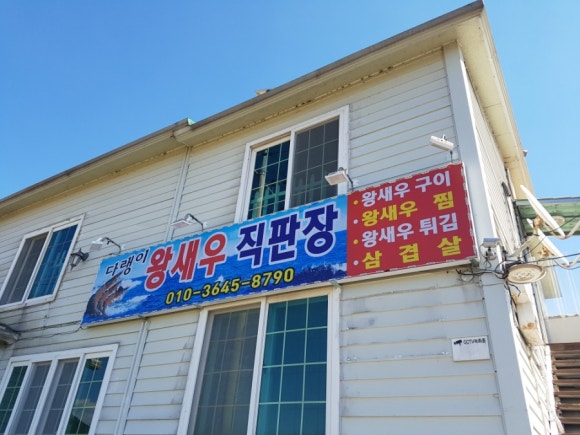 다랭이 왕새우 직판장
010-3645-8790
· 왕새우 구이
· 왕새우 찜
· 왕새우 튀김
· 삼겹살